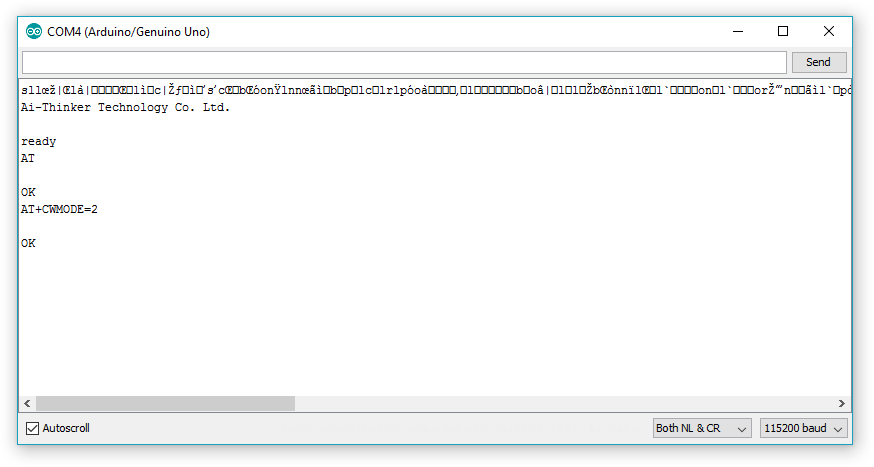 COM4 (Arduino/Genuino Uno)
Send
Ai-Thinker Technology Co. Ltd.
ready
AT
OK
AT+CWMODE=2
OK
Autoscroll
Both NL & CR
115200 baud